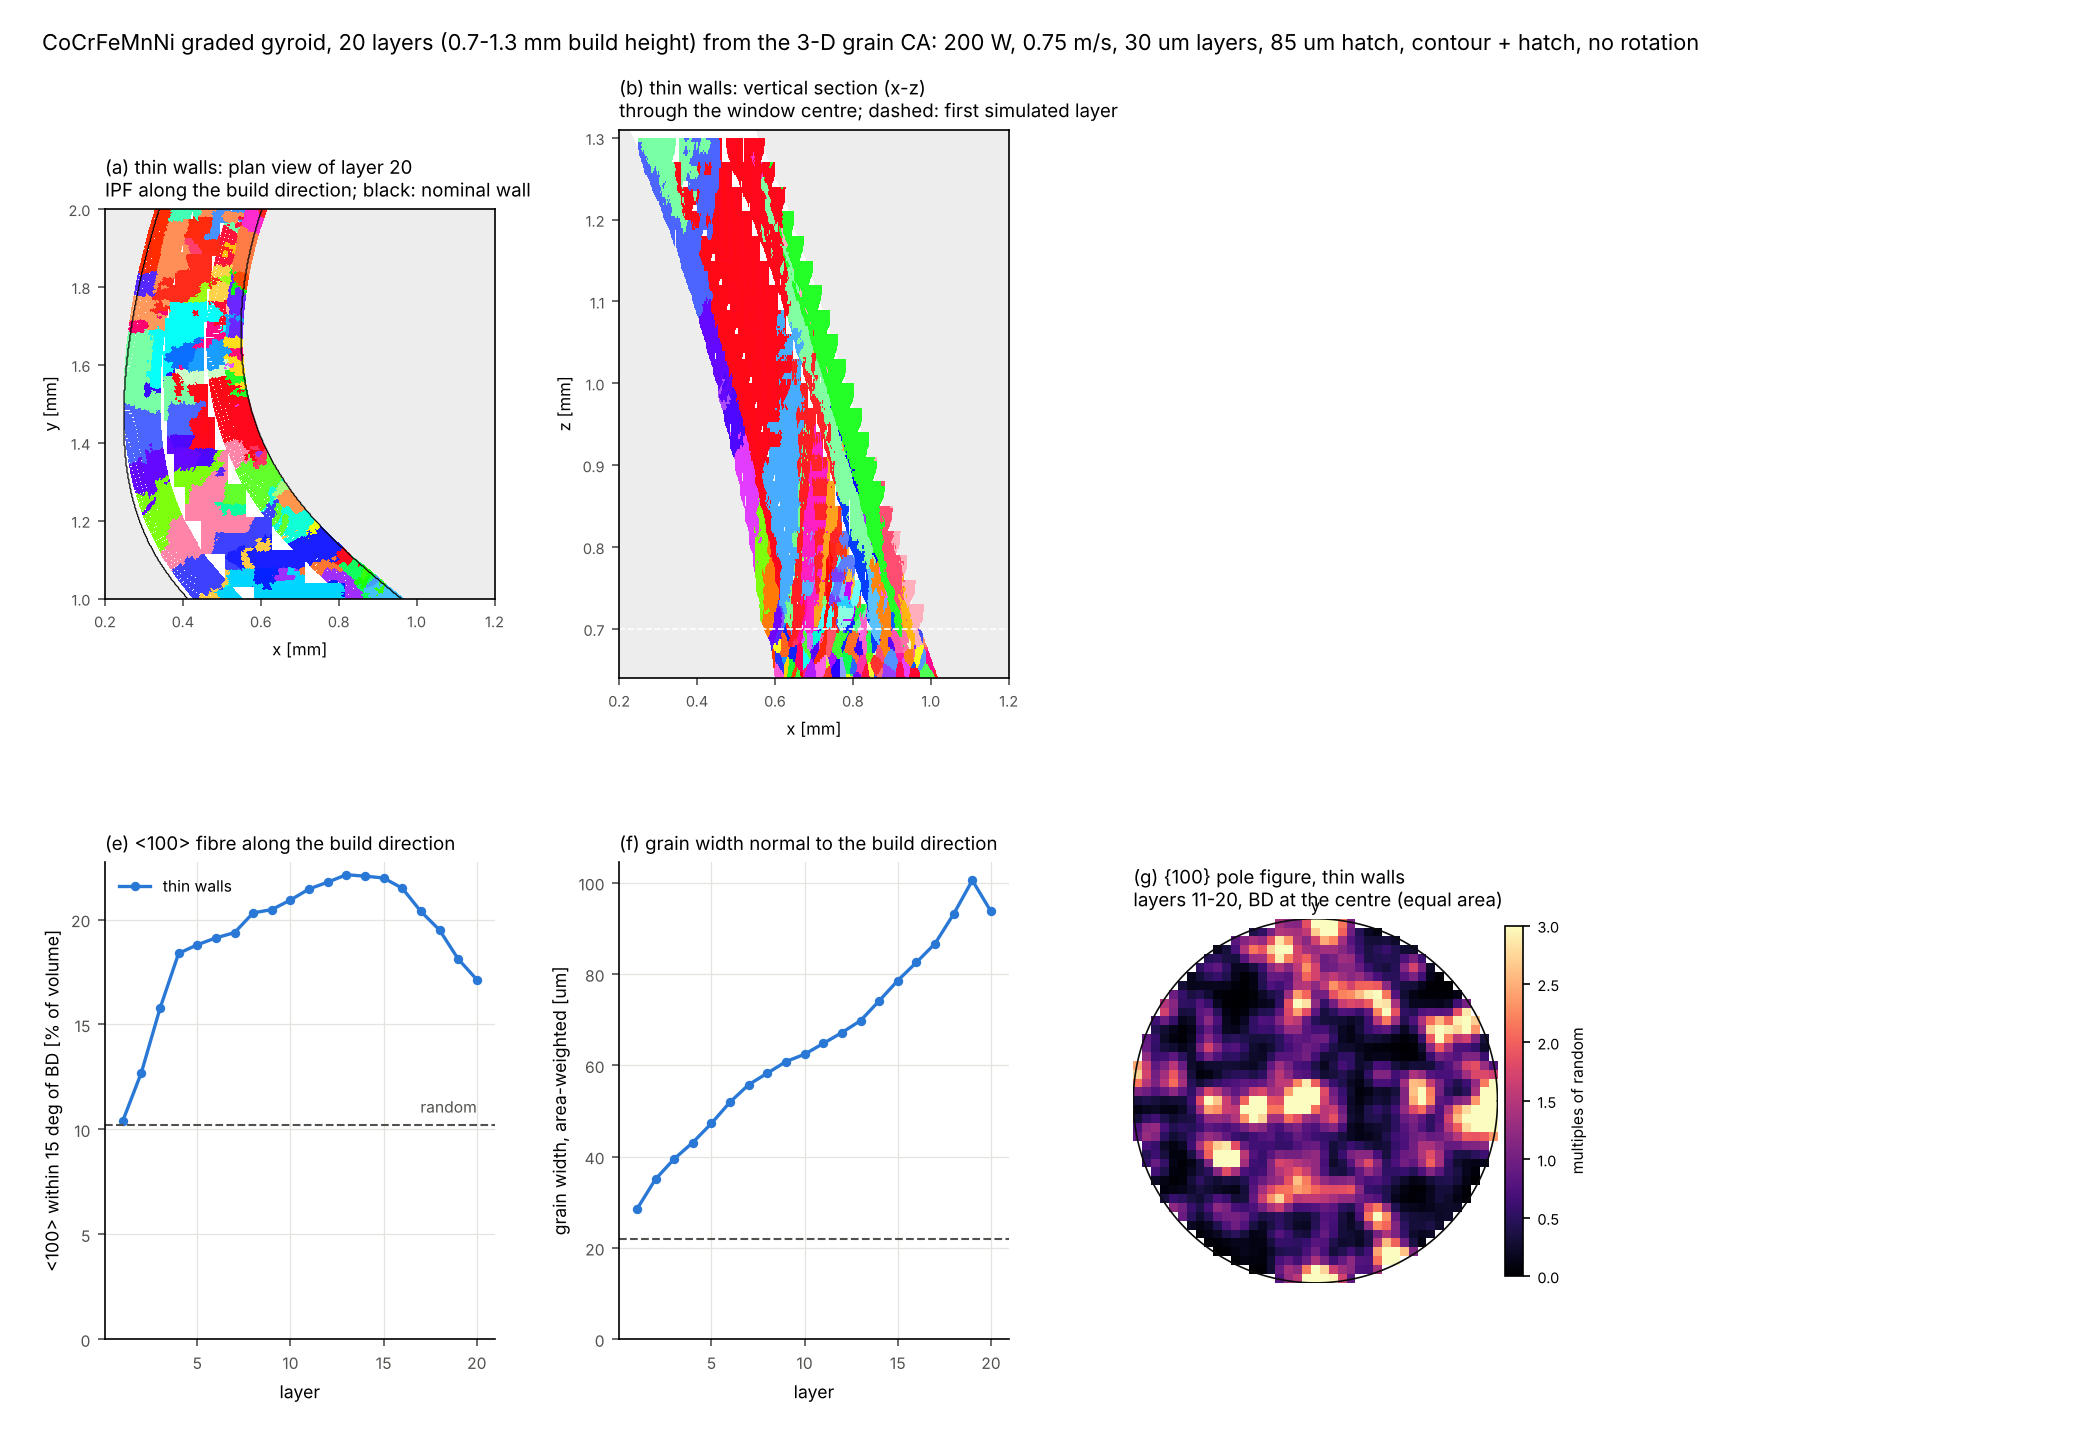 CoCrFeMnNi graded gyroid, 20 layers (0.7-1.3 mm build height) from the 3-D grain CA: 200 W, 0.75 m/s, 30 um layers, 85 um hatch, contour + hatch, no rotation
(a) thin walls: plan view of layer 20
IPF along the build direction; black: nominal wall
2.0
1.8
1.6
1.4
1.2
1.0
y [mm]
0.2
0.4
0.6
0.8
1.0
1.2
x [mm]
(b) thin walls: vertical section (x-z)
through the window centre; dashed: first simulated layer
1.3
1.2
1.1
1.0
0.9
0.8
0.7
z [mm]
0.2
0.4
0.6
0.8
1.0
1.2
x [mm]
(e) <100> fibre along the build direction
thin walls
random
20
15
10
5
0
<100> within 15 deg of BD [% of volume]
5
10
15
20
layer
(f) grain width normal to the build direction
100
80
60
40
20
0
grain width, area-weighted [um]
5
10
15
20
layer
(g) {100} pole figure, thin walls
layers 11-20, BD at the centre (equal area)
y
3.0
2.5
2.0
1.5
1.0
0.5
0.0
multiples of random